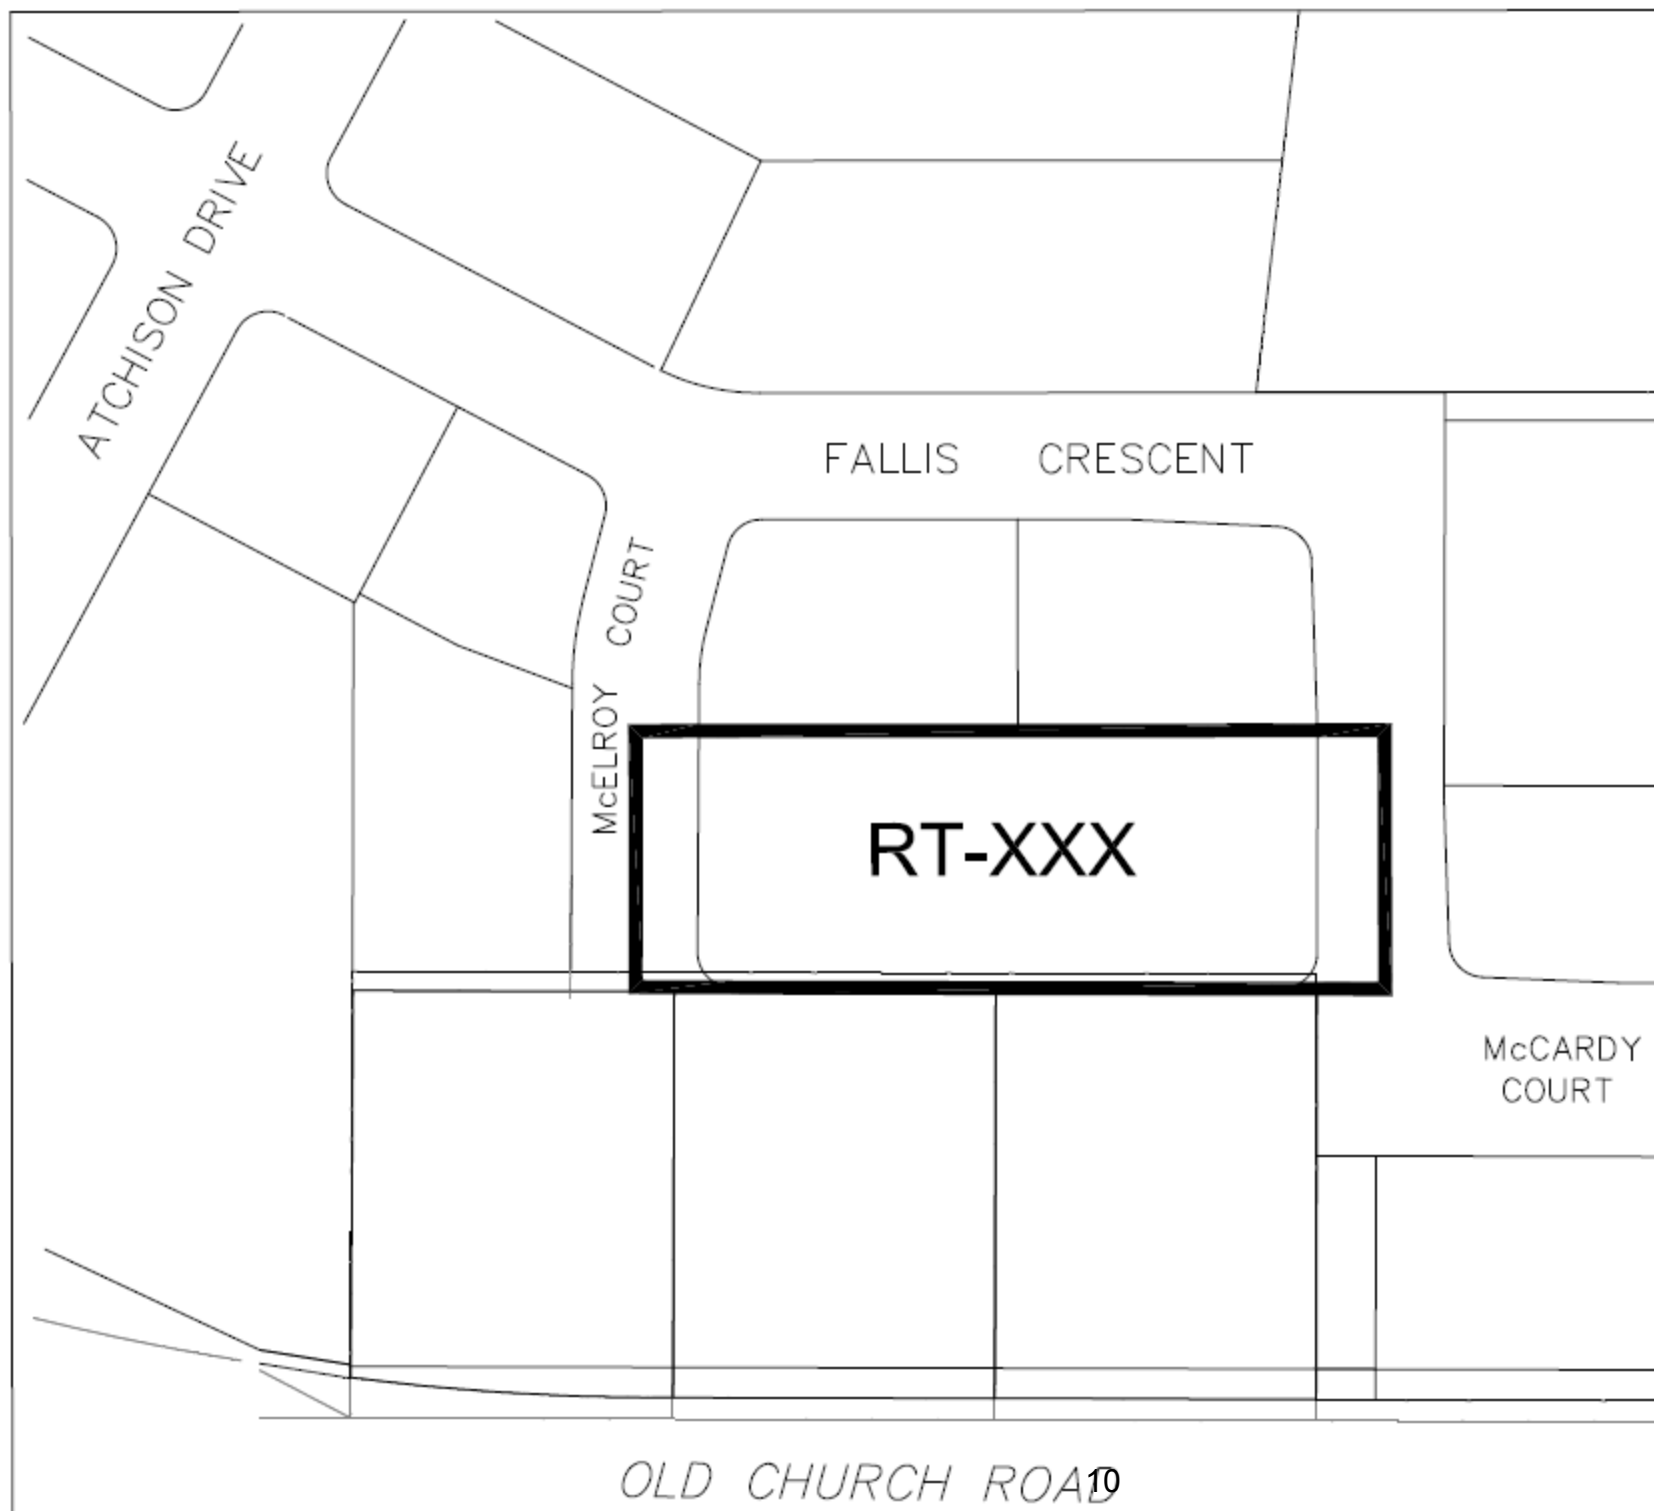 ATCHISON DRIVE
FALLIS CRESCENT
McELROY COURT
RT-XXX
McCARDY
COURT
OLD CHURCH ROAD
10